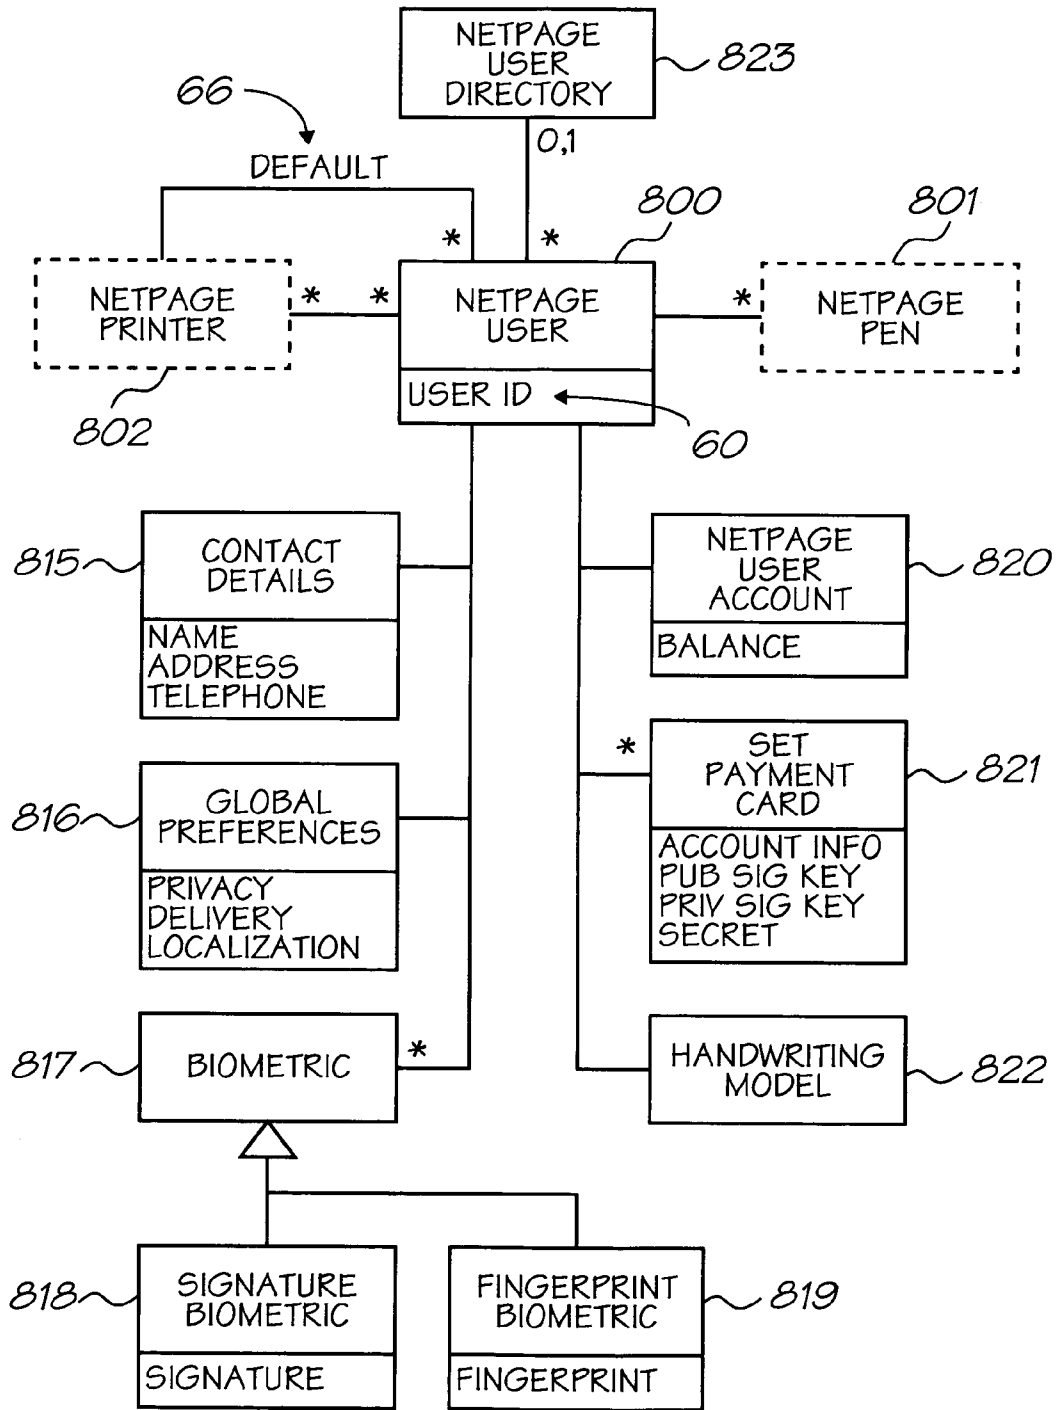 NETPAGE
USER
DIRECTORY
823
66
0,1
DEFAULT
800
801
*
*
NETPAGE
PRINTER
*
*
NETPAGE
USER
*
NETPAGE
PEN
USER ID
802
60
815
CONTACT
DETAILS
NAME
ADDRESS
TELEPHONE
NETPAGE
USER
ACCOUNT
820
BALANCE
816
GLOBAL
PREFERENCES
PRIVACY
DELIVERY
LOCALIZATION
*
SET
PAYMENT
CARD
821
ACCOUNT INFO
PUB SIG KEY
PRIV SIG KEY
SECRET
817
BIOMETRIC
*
HANDWRITING
MODEL
822
818
SIGNATURE
BIOMETRIC
SIGNATURE
FINGERPRINT
BIOMETRIC
819
FINGERPRINT